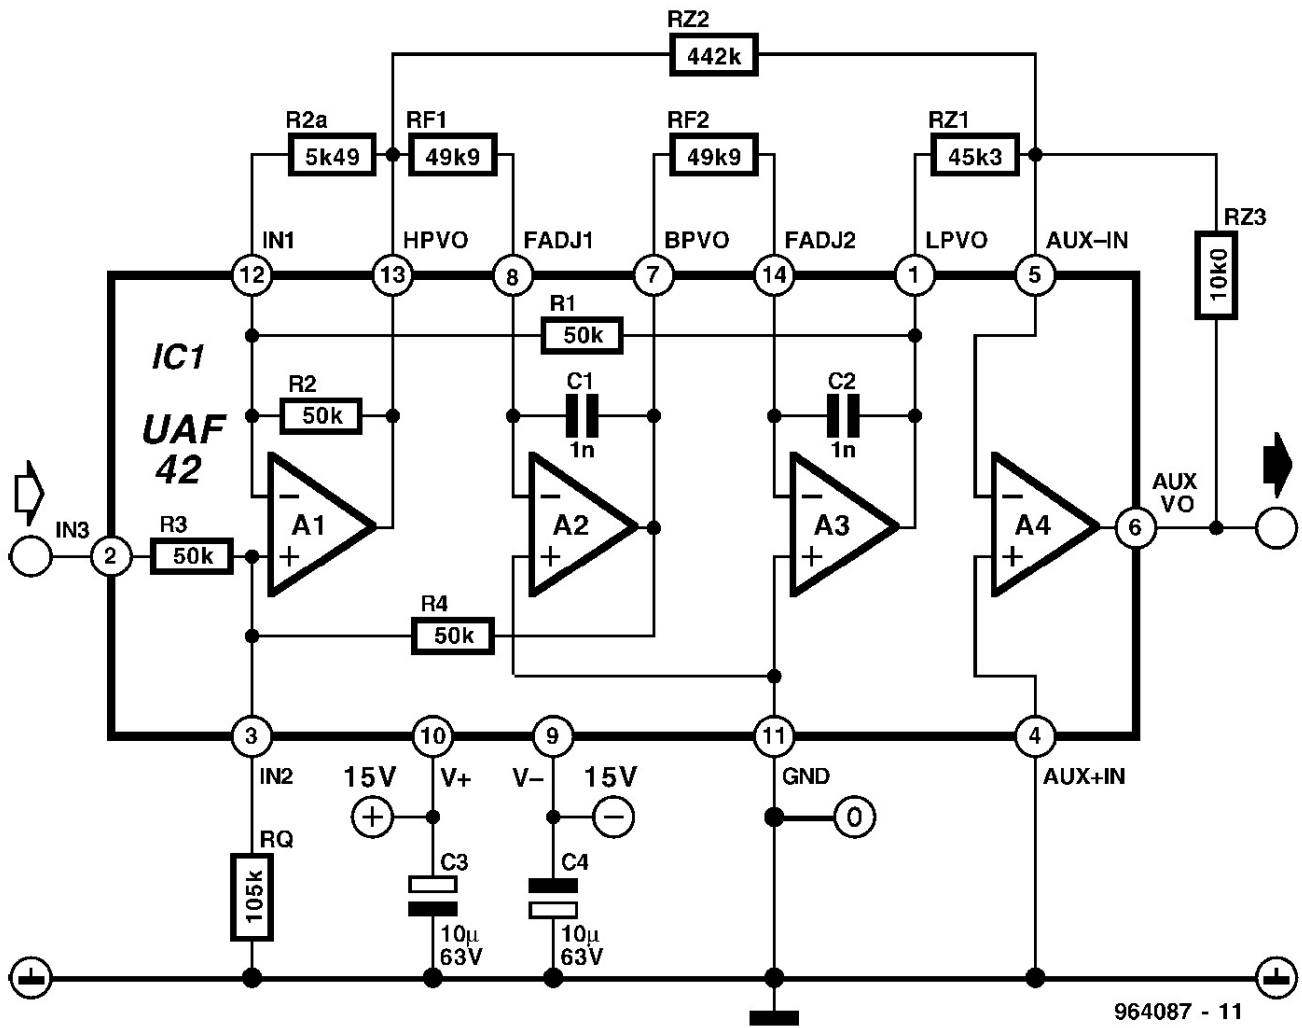 RZ2
442k
R2a
RF1
RF2
RZ1
5k49
49k9
49k9
45k3
RZ3
10k0
IN1
HPVO
FADJ1
BPVO
FADJ2
LPVO
AUX–IN
12
13
8
7
14
1
5
R1
50k
IC1
UAF
42
R2
50k
C1
1n
C2
1n
IN3
2
R3
50k
–
A1
+
–
A2
+
–
A3
+
–
A4
+
AUX
VO
6
R4
50k
3
10
9
11
4
IN2
15V
V+
V–
15V
GND
AUX+IN
+
–
0
RQ
105k
C3
10µ
63V
C4
10µ
63V
964087 - 11